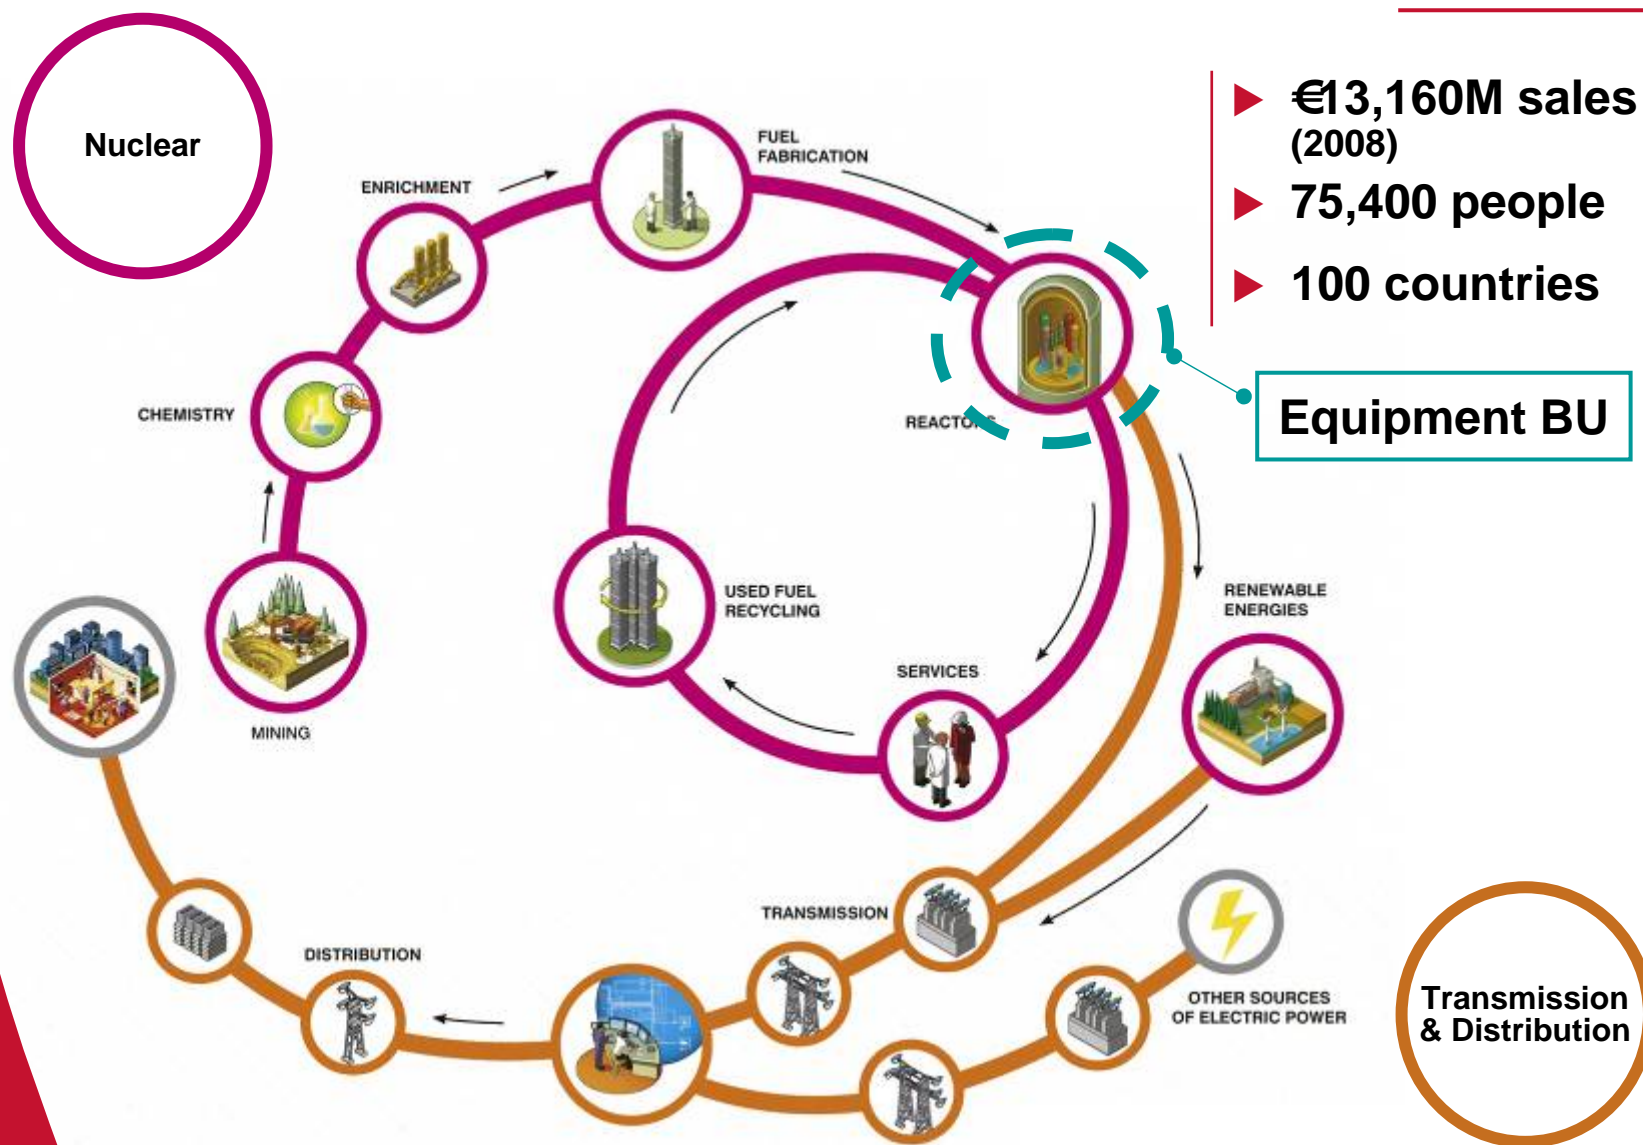 Nuclear
€13,160M sales
(2008)
75,400 people
100 countries
FUEL
FABRICATION
ENRICHMENT
CHEMISTRY
REACTORS
Equipment BU
USED FUEL
RECYCLING
RENEWABLE
ENERGIES
SERVICES
MINING
TRANSMISSION
DISTRIBUTION
OTHER SOURCES
OF ELECTRIC POWER
Transmission
& Distribution